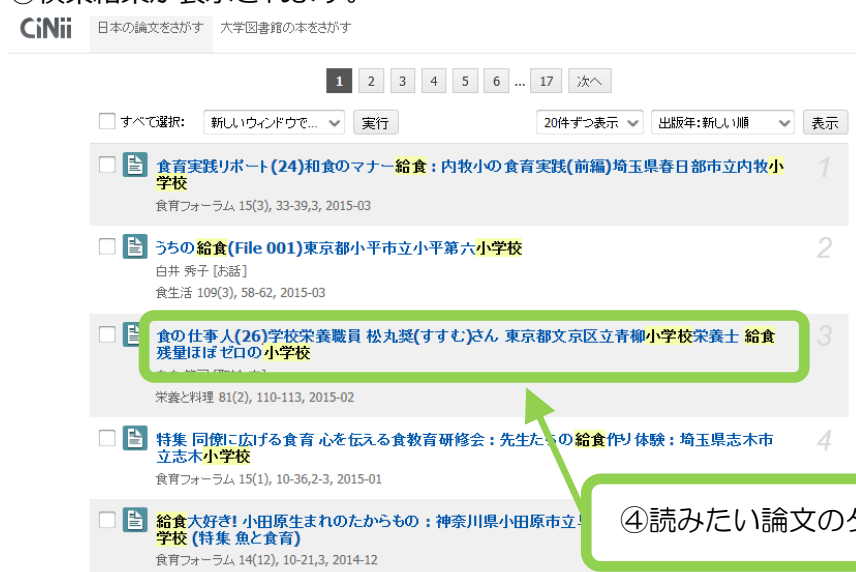 検索結果が表示されます。
CiNii 日本の論文をさがす 大学図書館の本をさがす
1 2 3 4 5 6 ... 17 次へ
すべて選択: 新しいウィンドウで... 実行 20件ずつ表示 出版年:新しい順 表示
食育実践リポート(24)和食のマナー給食:内牧小の食育実践(前編)埼玉県春日部市立内牧小 1
学校
食育フォーラム 15(3), 33-39,3, 2015-03
うちの給食(File 001)東京都小平市立小平第六小学校 2
白井 秀子 [お話]
食生活 109(3), 58-62, 2015-03
食の仕事人(26)学校栄養職員 松丸奨(すすむ)さん 東京都文京区立青柳小学校栄養士 給食 3
残量ほぼゼロの小学校
栄養と料理 81(2), 110-113, 2015-02
特集 同僚に広げる食育 心を伝える食教育研修会:先生たちの給食作り体験:埼玉県志木市 4
立志木小学校
食育フォーラム 15(1), 10-36,2-3, 2015-01
給食大好き! 小田原生まれのたからもの:神奈川県小田原市立
学校 (特集 魚と食育)
食育フォーラム 14(12), 10-21,3, 2014-12
④読みたい論文の